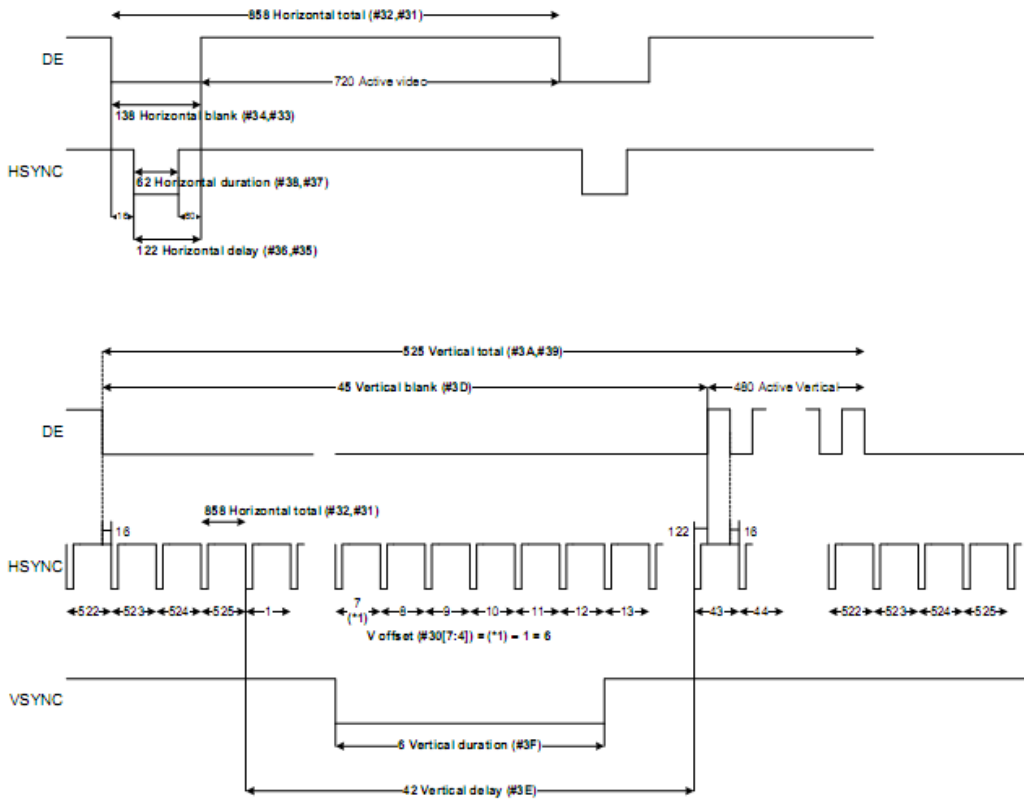 858 Horizontal total (#32,#31)
DE
720 Active video
138 Horizontal blank (#34,#33)
HSYNC
62 Horizontal duration (#38,#37)
16
60
122 Horizontal delay (#36,#35)
525 Vertical total (#3A,#39)
45 Vertical blank (#3D)
480 Active Vertical
DE
858 Horizontal total (#32,#31)
16
122
16
HSYNC
522 523 524 525 1 7 8 9 10 11 12 13 43 44 522 523 524 525
(*1)
V offset (#30[7:4]) = (*1) – 1 = 6
VSYNC
6 Vertical duration (#3F)
42 Vertical delay (#3E)